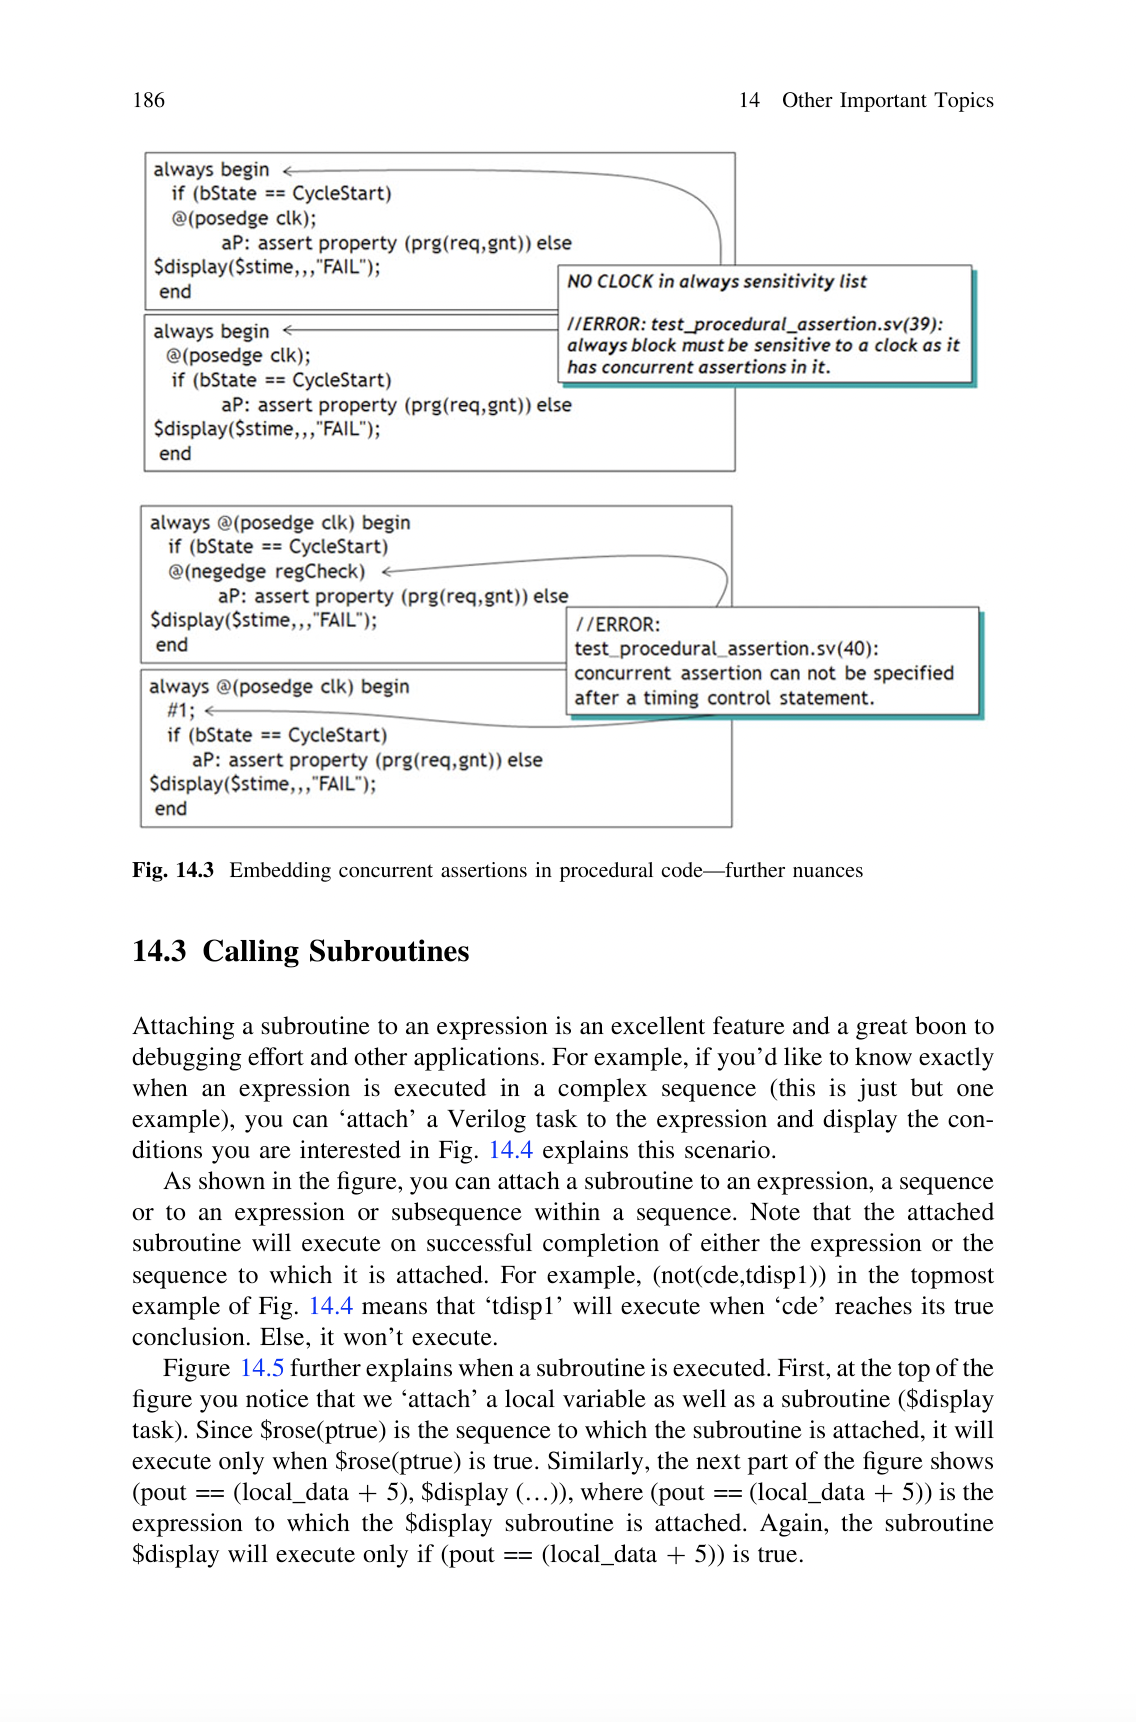 186
14 Other Important Topics
always begin
if (bState == CycleStart)
@(posedge clk);
aP: assert property (prg(req,gnt)) else
$display($stime,,,"FAIL");
end
NO CLOCK in always sensitivity list
//ERROR: test_procedural_assertion.sv(39):
always block must be sensitive to a clock as it
has concurrent assertions in it.
always begin
@(posedge clk);
if (bState == CycleStart)
aP: assert property (prg(req,gnt)) else
$display($stime,,,"FAIL");
end
always @(posedge clk) begin
if (bState == CycleStart)
@(negedge regCheck)
aP: assert property (prg(req,gnt)) else
$display($stime,,,"FAIL");
end
//ERROR:
test_procedural_assertion.sv(40):
concurrent assertion can not be specified
after a timing control statement.
always @(posedge clk) begin
#1;
if (bState == CycleStart)
aP: assert property (prg(req,gnt)) else
$display($stime,,,"FAIL");
end
Fig. 14.3 Embedding concurrent assertions in procedural code—further nuances
14.3 Calling Subroutines
Attaching a subroutine to an expression is an excellent feature and a great boon to
debugging effort and other applications. For example, if you’d like to know exactly
when an expression is executed in a complex sequence (this is just but one
example), you can ‘attach’ a Verilog task to the expression and display the con-
ditions you are interested in Fig. 14.4 explains this scenario.
As shown in the figure, you can attach a subroutine to an expression, a sequence
or to an expression or subsequence within a sequence. Note that the attached
subroutine will execute on successful completion of either the expression or the
sequence to which it is attached. For example, (not(cde,tdisp1)) in the topmost
example of Fig. 14.4 means that ‘tdisp1’ will execute when ‘cde’ reaches its true
conclusion. Else, it won’t execute.
Figure 14.5 further explains when a subroutine is executed. First, at the top of the
figure you notice that we ‘attach’ a local variable as well as a subroutine ($display
task). Since $rose(ptrue) is the sequence to which the subroutine is attached, it will
execute only when $rose(ptrue) is true. Similarly, the next part of the figure shows
(pout == (local_data + 5), $display (…)), where (pout == (local_data + 5)) is the
expression to which the $display subroutine is attached. Again, the subroutine
$display will execute only if (pout == (local_data + 5)) is true.